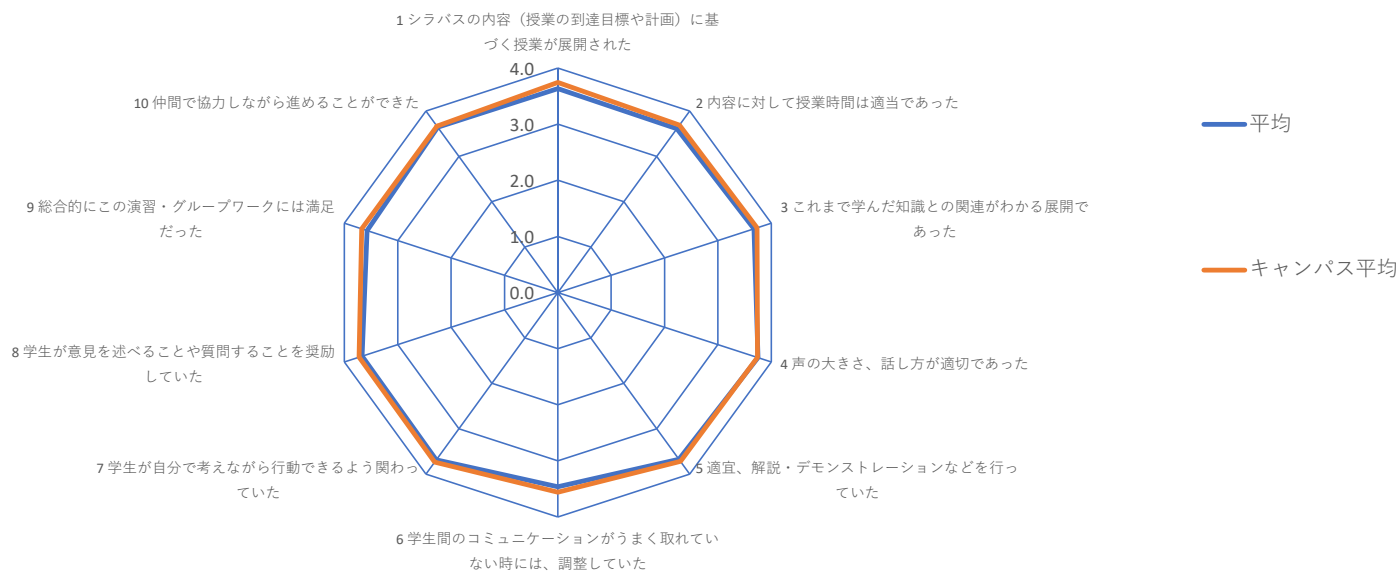 1 シラバスの内容（授業の到達目標や計画）に基
づく授業が展開された
4.0
3.0
2.0
1.0
0.0
2 内容に対して授業時間は適当であった
3 これまで学んだ知識との関連がわかる展開で
あった
4 声の大きさ、話し方が適切であった
5 適宜、解説・デモンストレーションなどを行っ
ていた
6 学生間のコミュニケーションがうまく取れてい
ない時には、調整していた
7 学生が自分で考えながら行動できるよう関わっ
ていた
8 学生が意見を述べることや質問することを奨励
していた
9 総合的にこの演習・グループワークには満足
だった
10 仲間で協力しながら進めることができた
平均
キャンパス平均